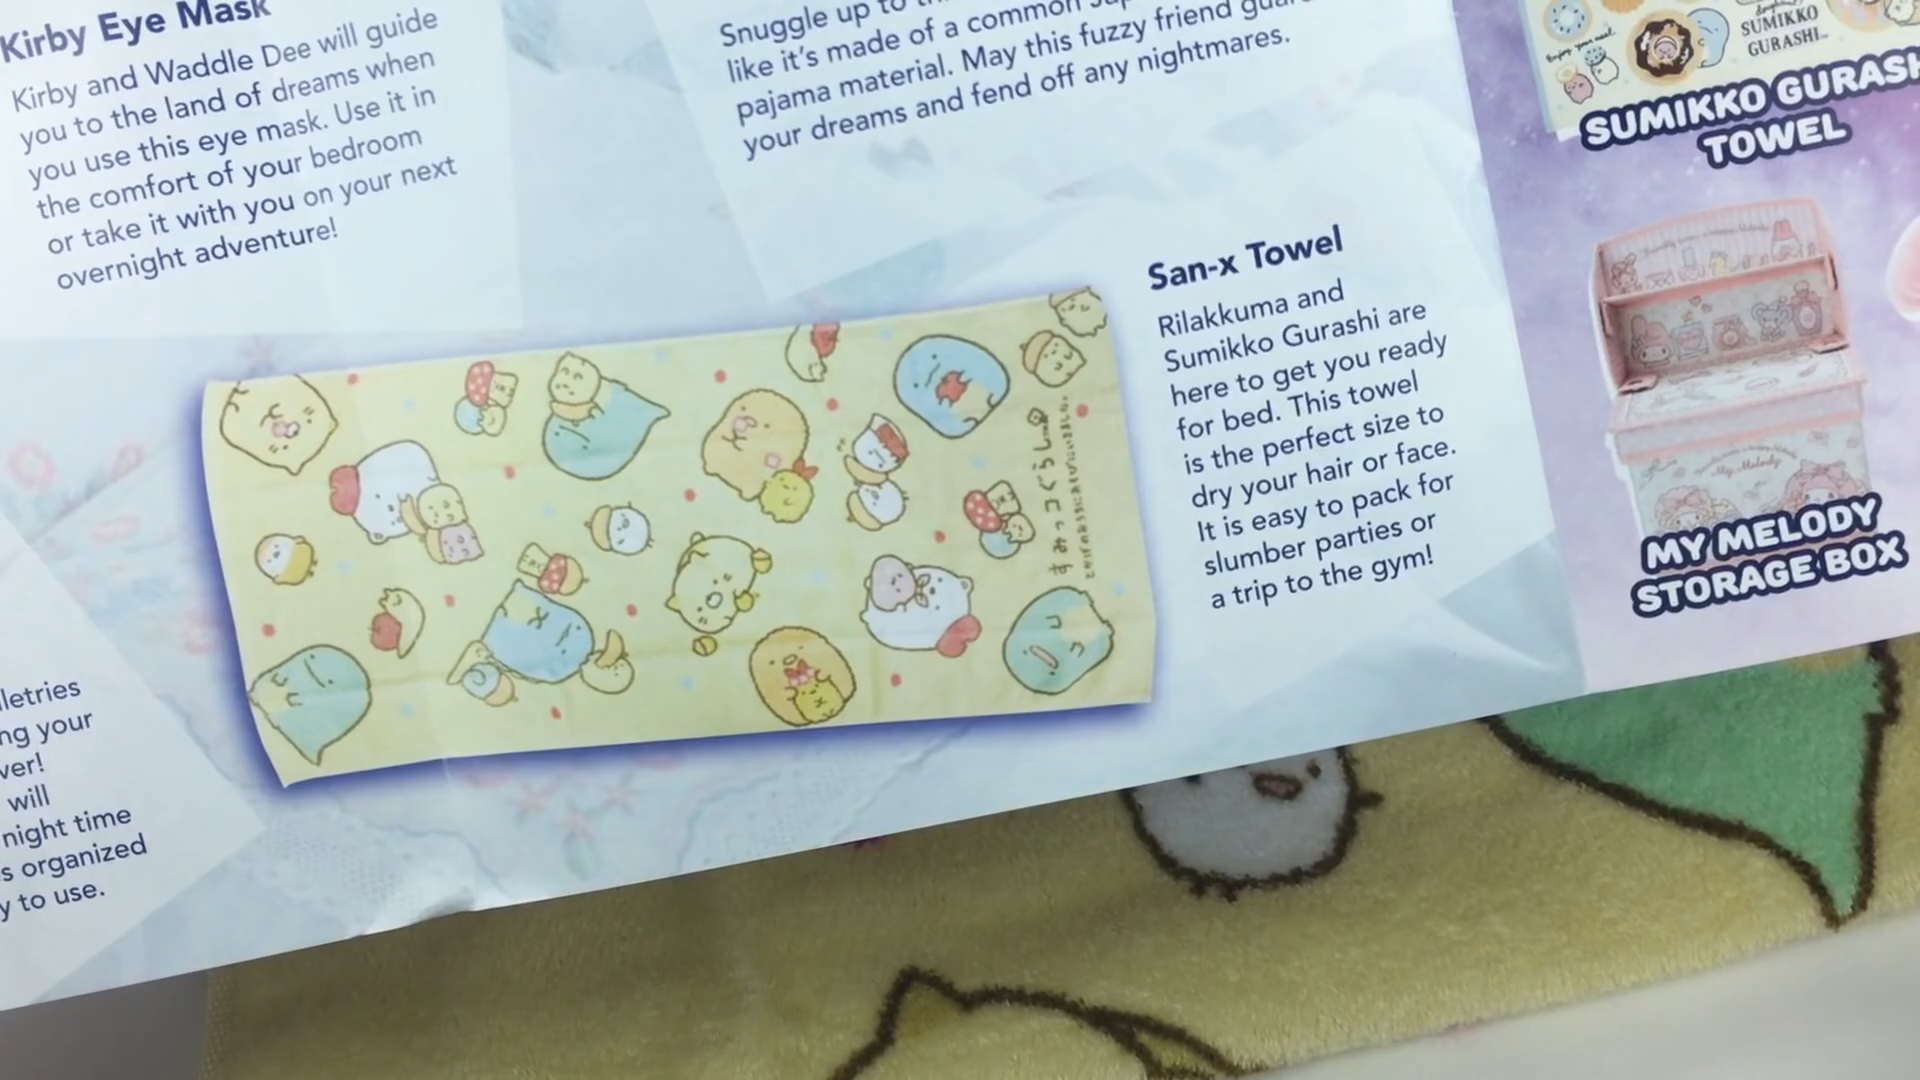 Kirby Eye Mask
Kirby and Waddle Dee will guide
you to the land of dreams when
you use this eye mask. Use it in
the comfort of your bedroom
or take it with you on your next
overnight adventure!
Snuggle up to
like it's made of a common
pajama material. May this fuzzy friend
your dreams and fend off any nightmares.
San-x Towel
Rilakkuma and
Sumikko Gurashi are
here to get you ready
for bed. This towel
is the perfect size to
dry your hair or face.
It is easy to pack for
slumber parties or
a trip to the gym!
すみっコぐらし
letries
ng your
ver!
will
night time
s organized
y to use.
SUMIKKO
GURASHI
SUMIKKO GURASH
TOWEL
My Melody
MY MELODY
STORAGE BOX